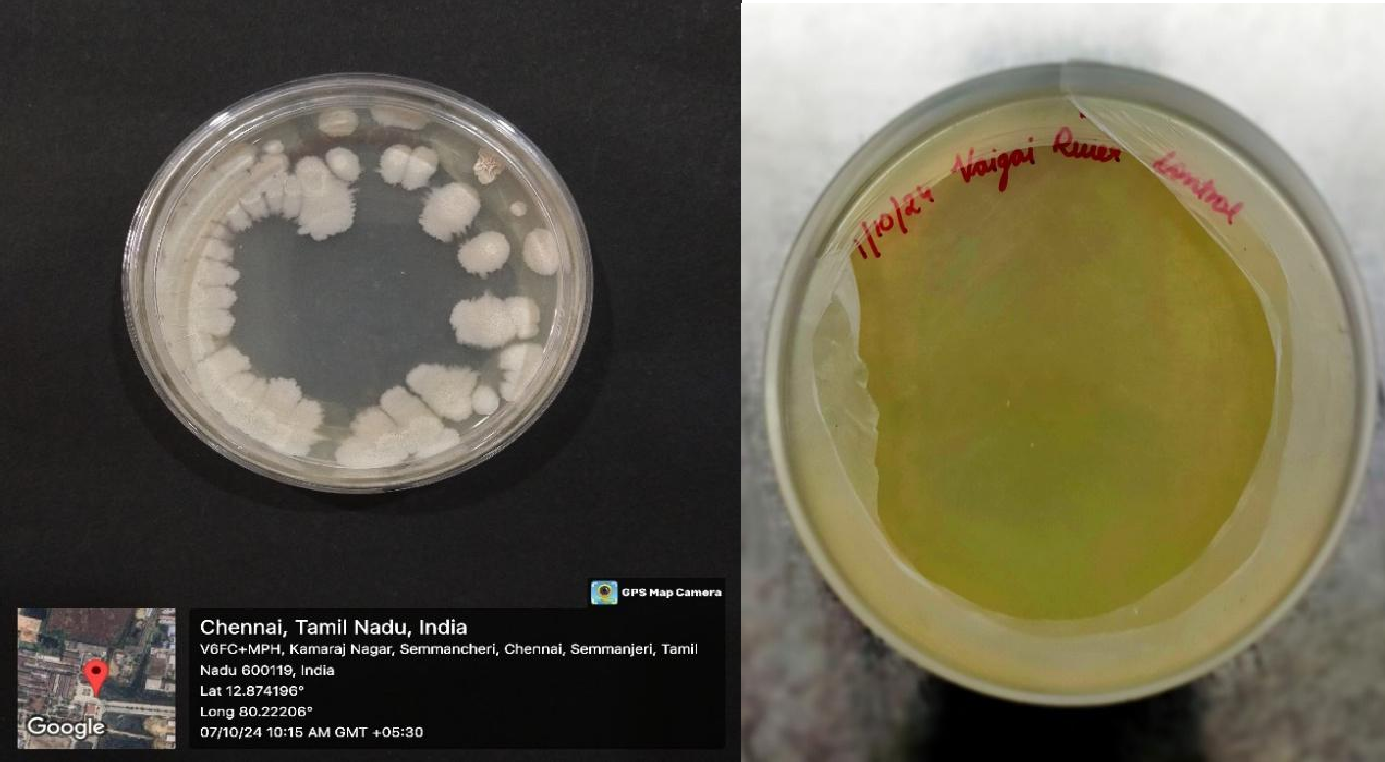 GPS Map Camera
Chennai, Tamil Nadu, India
V6FC+MPH, Kamaraj Nagar, Semmancheri, Chennai, Semmanjeri, Tamil
Nadu 600119, India
Lat 12.874196°
Long 80.22206°
07/10/24 10:15 AM GMT +05:30
Google
1/10/24 Vaigai River Control